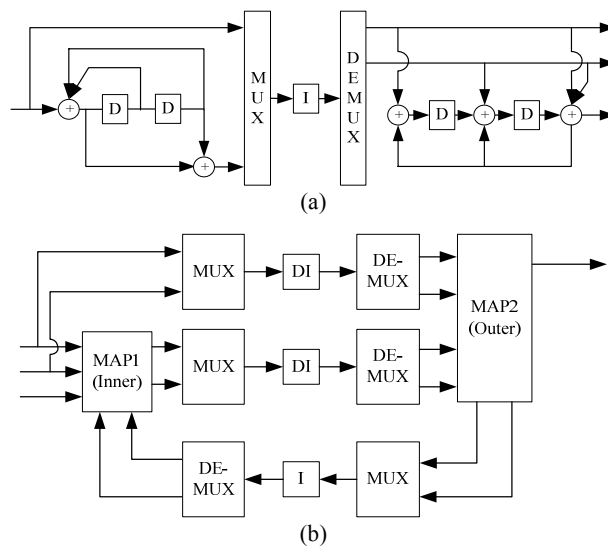 +
D
D
+
M
U
X
I
D
E
M
U
X
+
D
+
D
+
(a)
MUX
DI
DE-
MUX
MAP1
(Inner)
MUX
DI
DE-
MUX
MAP2
(Outer)
DE-
MUX
I
MUX
(b)